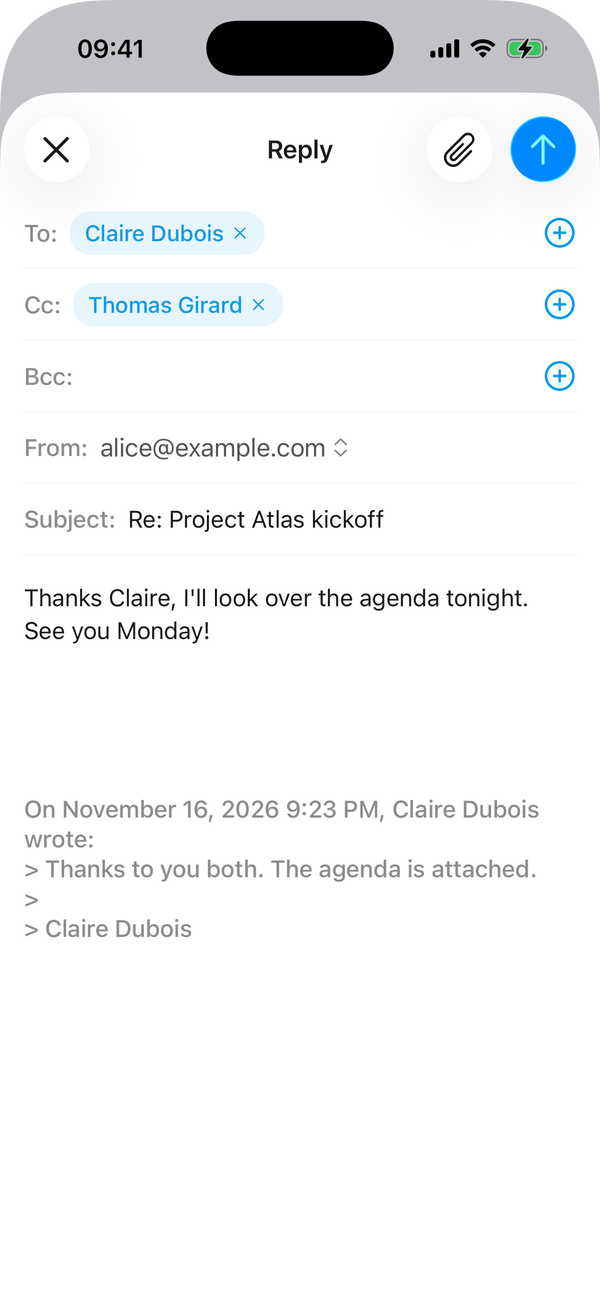 09:41
Reply
To: Claire Dubois
Cc: Thomas Girard
Bcc:
From: alice@example.com
Subject: Re: Project Atlas kickoff
Thanks Claire, I'll look over the agenda tonight.
See you Monday!
On November 16, 2026 9:23 PM, Claire Dubois
wrote:
> Thanks to you both. The agenda is attached.
>
> Claire Dubois